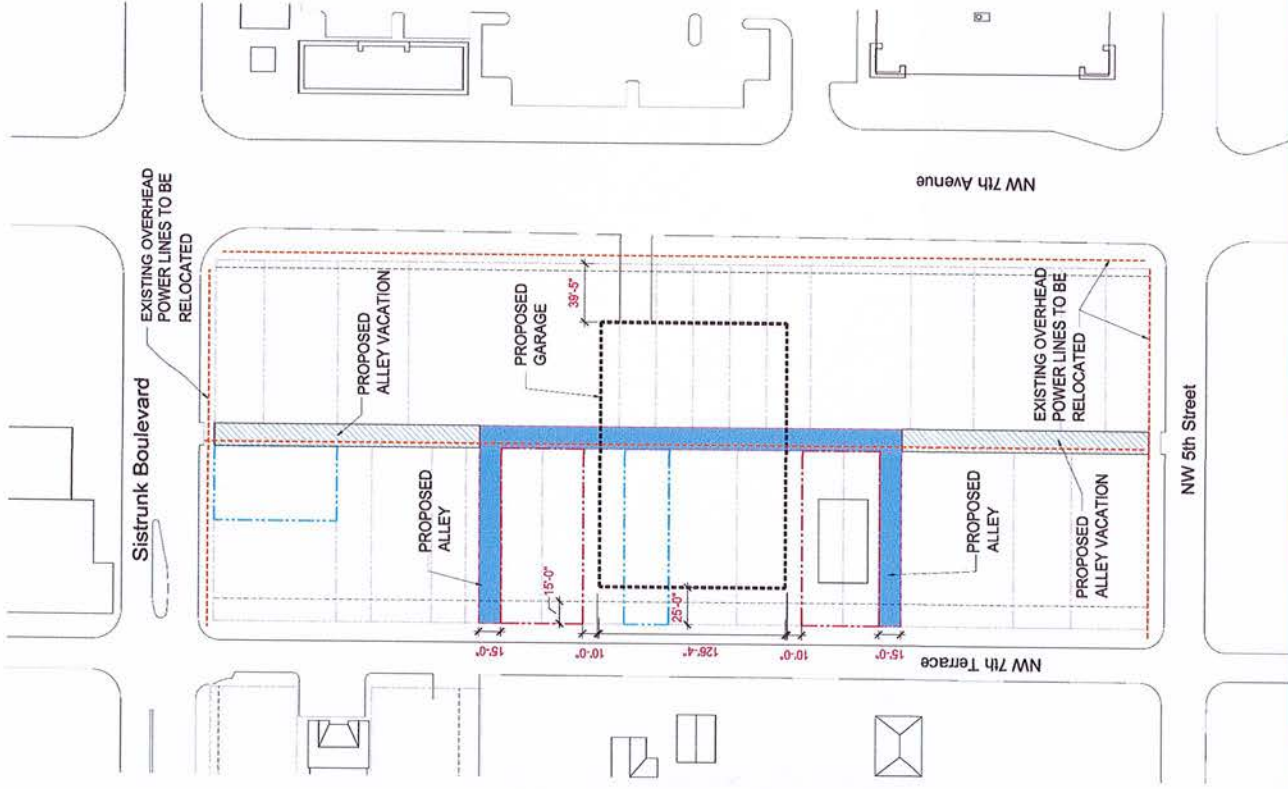 EXISTING OVERHEAD
POWER LINES TO BE
RELOCATED
Sistrunk Boulevard
PROPOSED
ALLEY VACATION
NW 7th Avenue
39'-5"
PROPOSED
GARAGE
PROPOSED
ALLEY
15'-0"
25'-0"
15'-0"
10'-0"
126'-4"
10'-0"
15'-0"
NW 7th Terrace
EXISTING OVERHEAD
POWER LINES TO BE
RELOCATED
PROPOSED
ALLEY
PROPOSED
ALLEY VACATION
NW 5th Street